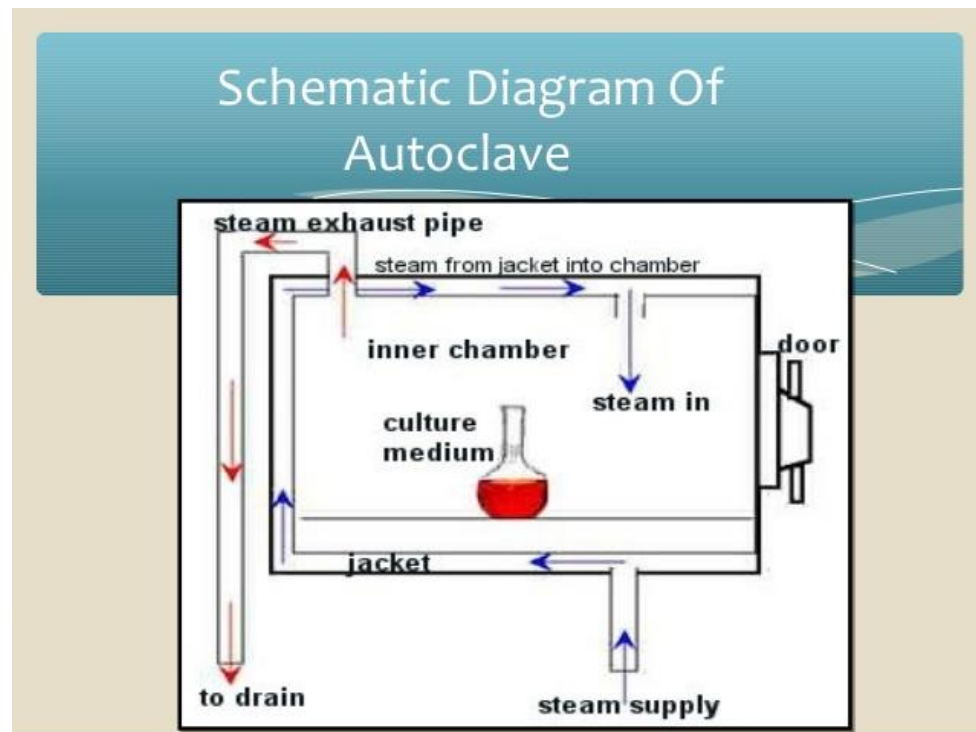 Schematic Diagram Of
Autoclave
steam exhaust pipe
steam from jacket into chamber
inner chamber
door
steam in
culture
medium
jacket
to drain
steam supply